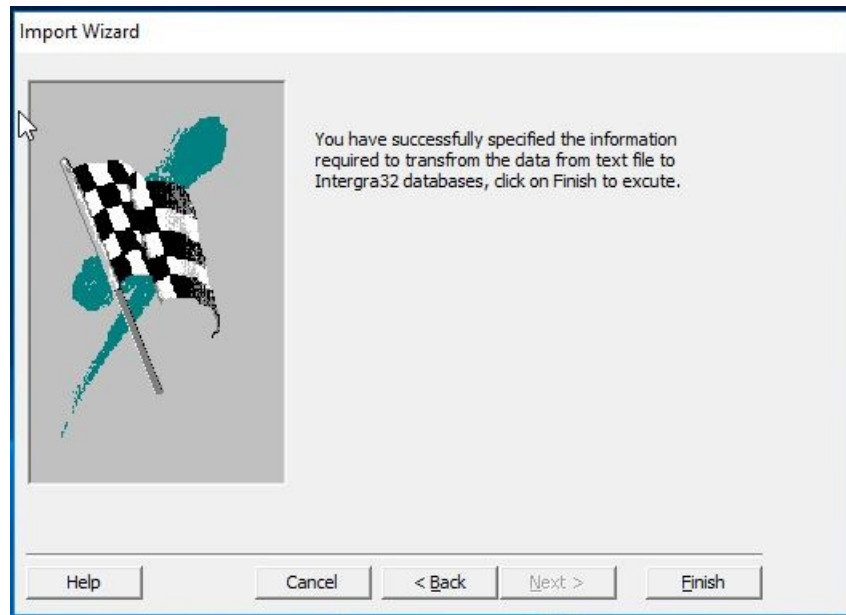 Import Wizard
You have successfully specified the information
required to transfrom the data from text file to
Intergra32 databases, click on Finish to excute.
Help
Cancel
< Back
Next >
Finish